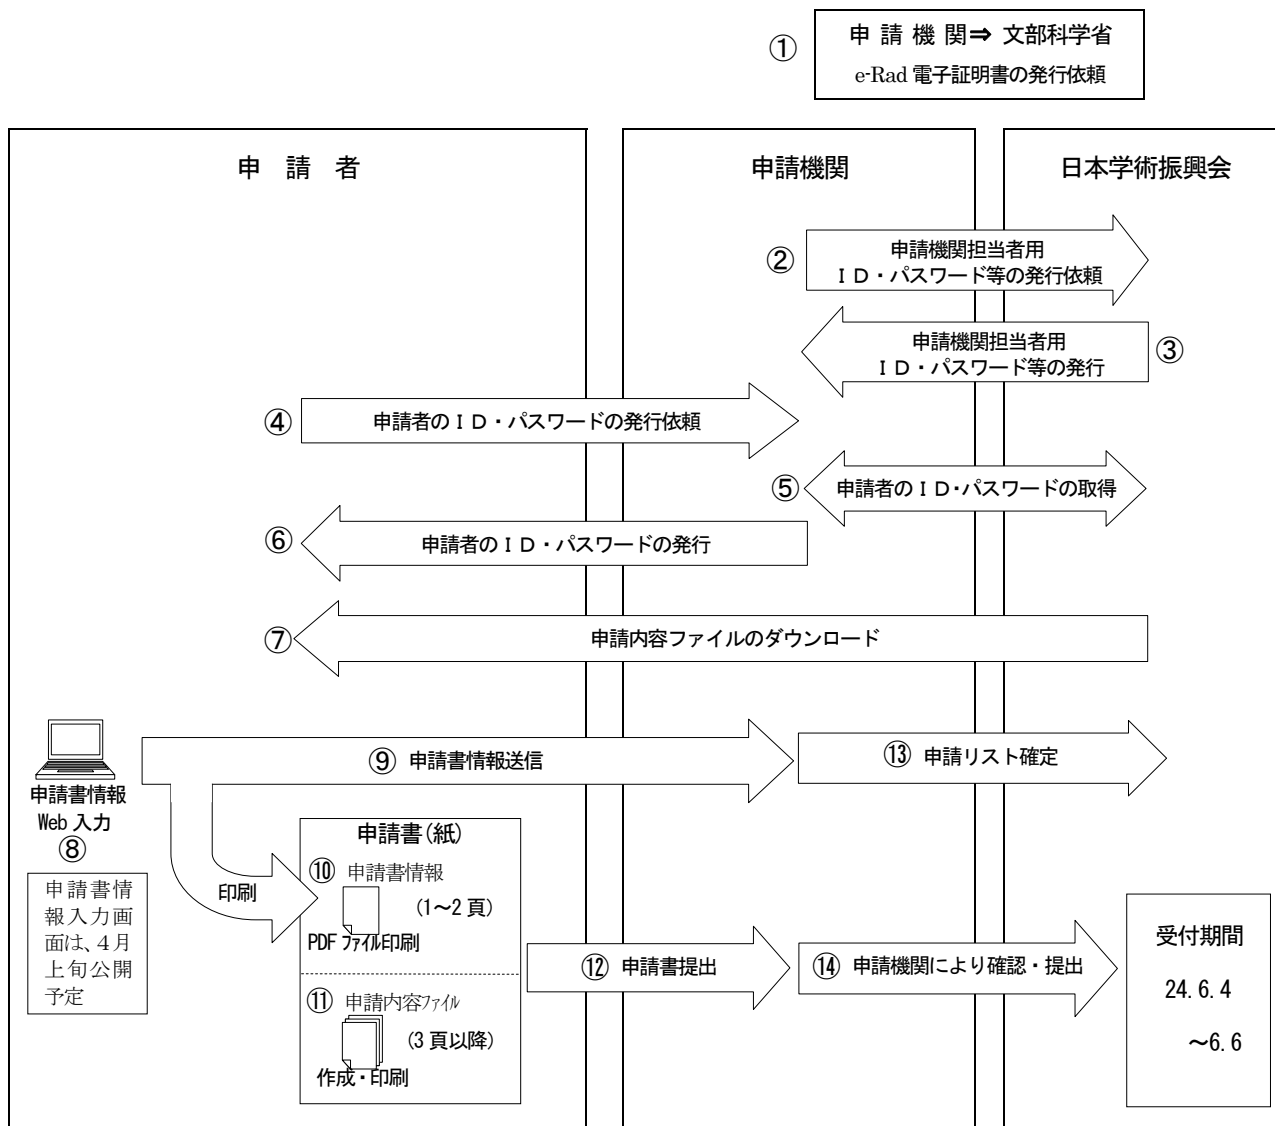 ①
申 請 機 関⇒ 文部科学省
e-Rad 電子証明書の発行依頼
申 請 者
申請機関
日本学術振興会
②
申請機関担当者用
ＩＤ・パスワード等の発行依頼
申請機関担当者用
ＩＤ・パスワード等の発行
③
④
申請者のＩＤ・パスワードの発行依頼
⑤
申請者のＩＤ・パスワードの取得
⑥
申請者のＩＤ・パスワードの発行
⑦
申請内容ファイルのダウンロード
⑨ 申請書情報送信
⑬ 申請リスト確定
申請書情報
Web 入力
⑧
申請書情
報入力画
面は、４月
上旬公開
予定
印刷
申請書(紙)
⑩ 申請書情報
(1～2 頁)
PDF ファイル印刷
⑪ 申請内容ファイル
(3 頁以降)
作成・印刷
⑫ 申請書提出
⑭ 申請機関により確認・提出
受付期間
24.6.4
～6.6